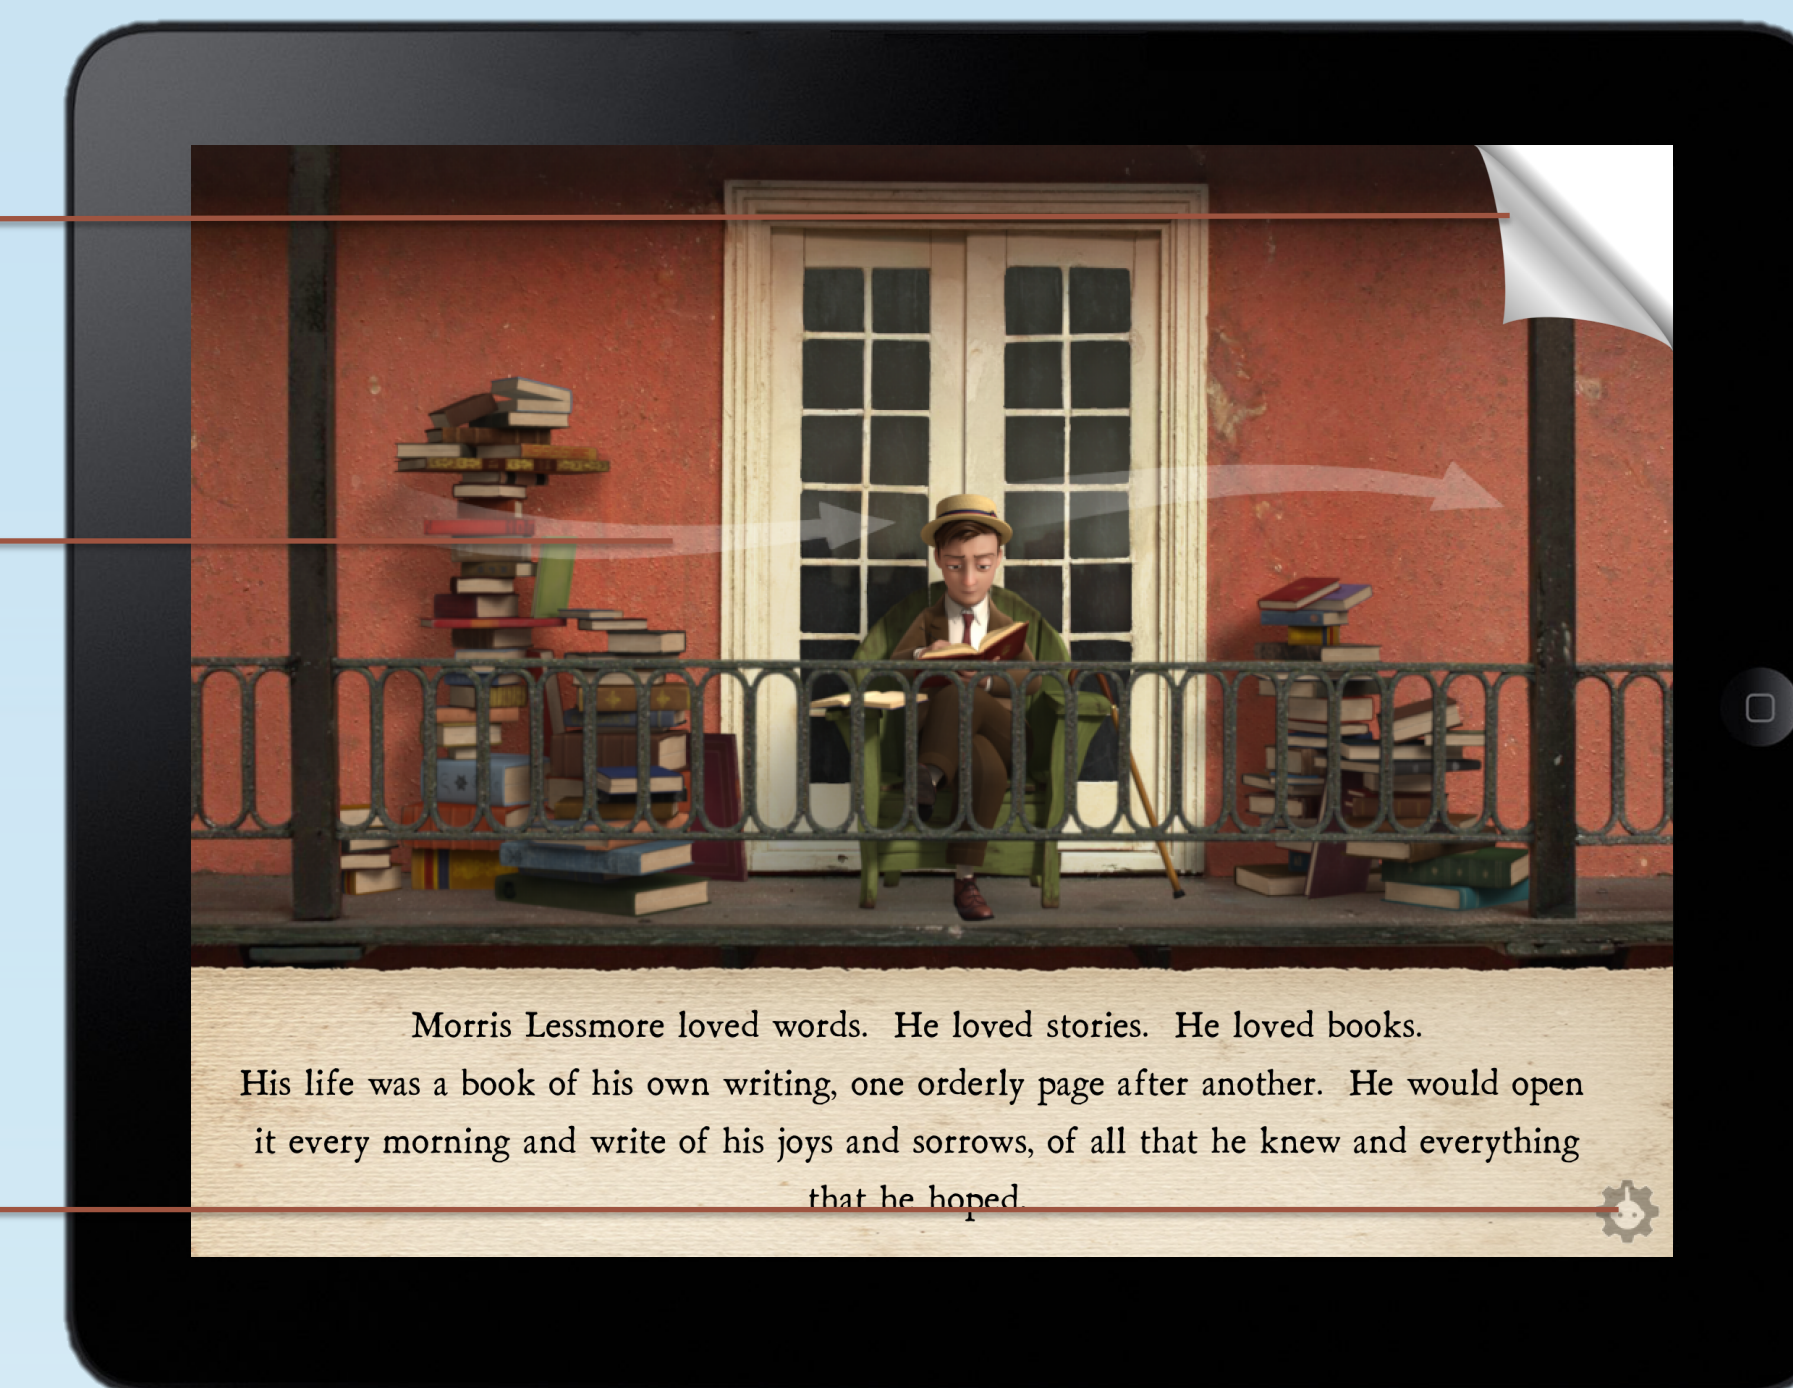 Morris Lessmore loved words. He loved stories. He loved books.
His life was a book of his own writing, one orderly page after another. He would open
it every morning and write of his joys and sorrows, of all that he knew and everything
that he hoped.